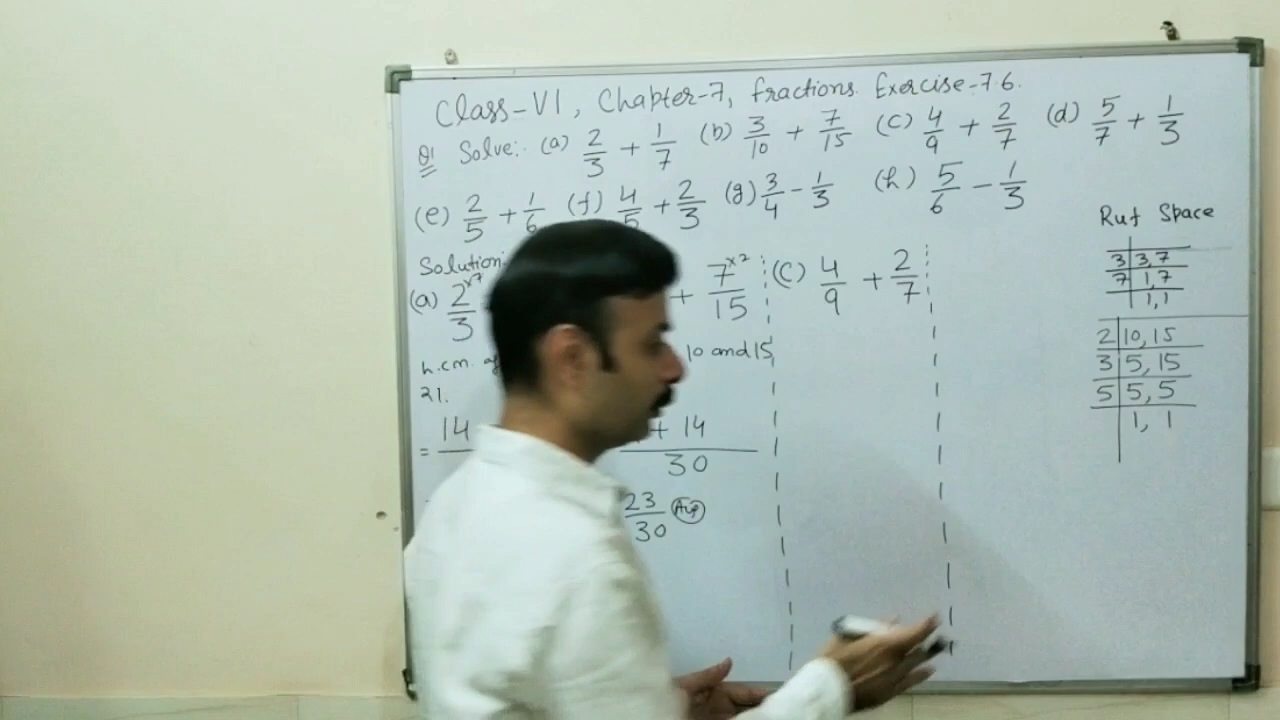 Class-VI, Chapter-7, fractions. Exercise-7.6.
Q1 Solve:. (a) 2/3 + 1/7 (b) 3/10 + 7/15 (c) 4/9 + 2/7 (d) 5/7 + 1/3
(e) 2/5 + 1/6 (f) 4/5 + 2/3 (g) 3/4 - 1/3 (h) 5/6 - 1/3
Ruf Space
Solution
(a) 2^x7/3
+ 7^x2/15
(C) 4/9 + 2/7
L.c.m.
10 and 15
21.
= 14
+ 14
30
23/30 Ans
3 | 3,7
7 | 1,7
1,1
2 | 10, 15
3 | 5, 15
5 | 5, 5
1, 1